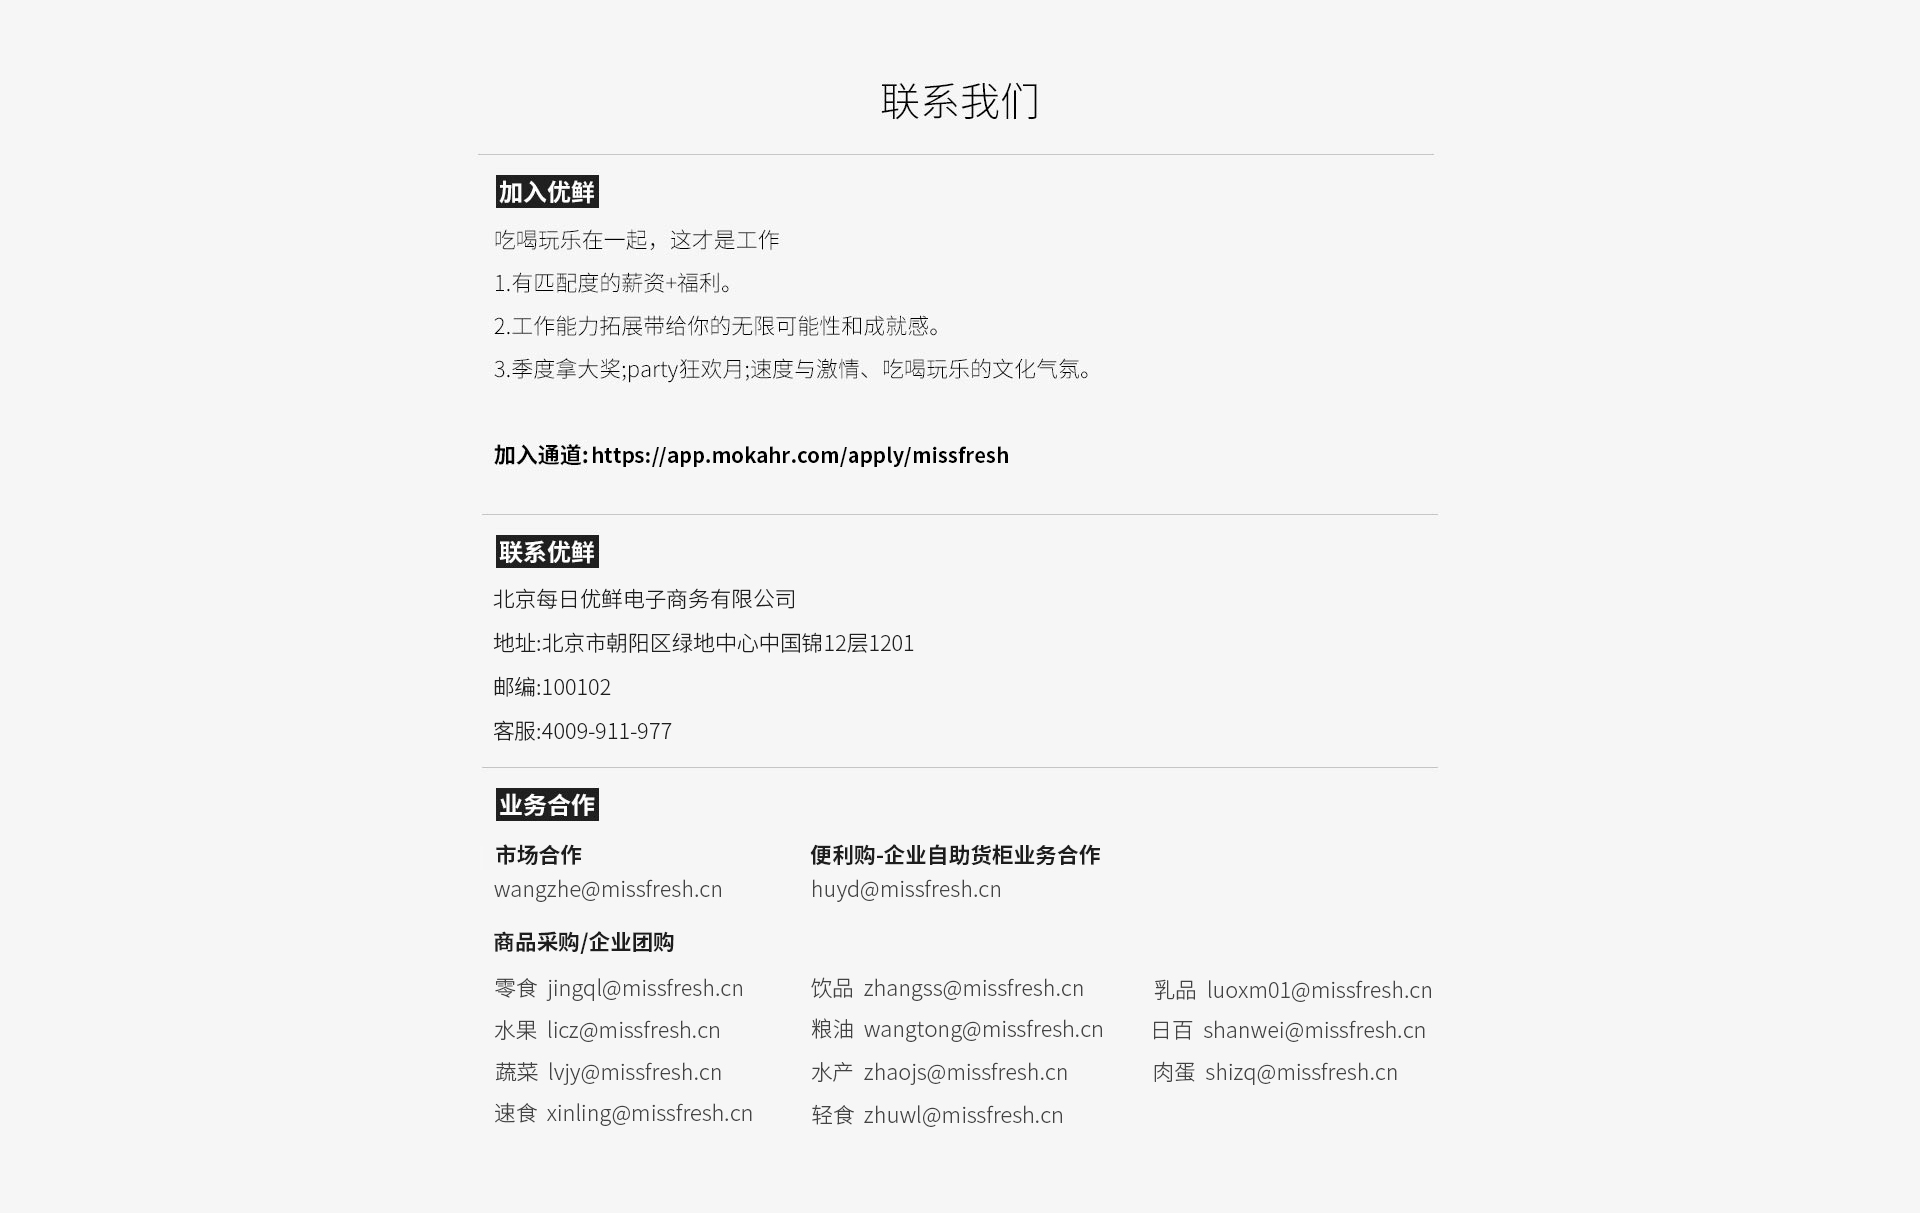 联系我们
加入优鲜
吃喝玩乐在一起，这才是工作
1.有匹配度的薪资+福利。
2.工作能力拓展带给你的无限可能性和成就感。
3.季度拿大奖;party狂欢月;速度与激情、吃喝玩乐的文化气氛。
加入通道:https://app.mokahr.com/apply/missfresh
联系优鲜
北京每日优鲜电子商务有限公司
地址:北京市朝阳区绿地中心中国锦12层1201
邮编:100102
客服:4009-911-977
业务合作
市场合作 便利购-企业自助货柜业务合作
wangzhe@missfresh.cn huyd@missfresh.cn
商品采购/企业团购
零食 jingql@missfresh.cn 饮品 zhangss@missfresh.cn 乳品 luoxm01@missfresh.cn
水果 licz@missfresh.cn 粮油 wangtong@missfresh.cn 日百 shanwei@missfresh.cn
蔬菜 lvjy@missfresh.cn 水产 zhaojs@missfresh.cn 肉蛋 shizq@missfresh.cn
速食 xinling@missfresh.cn 轻食 zhuwl@missfresh.cn